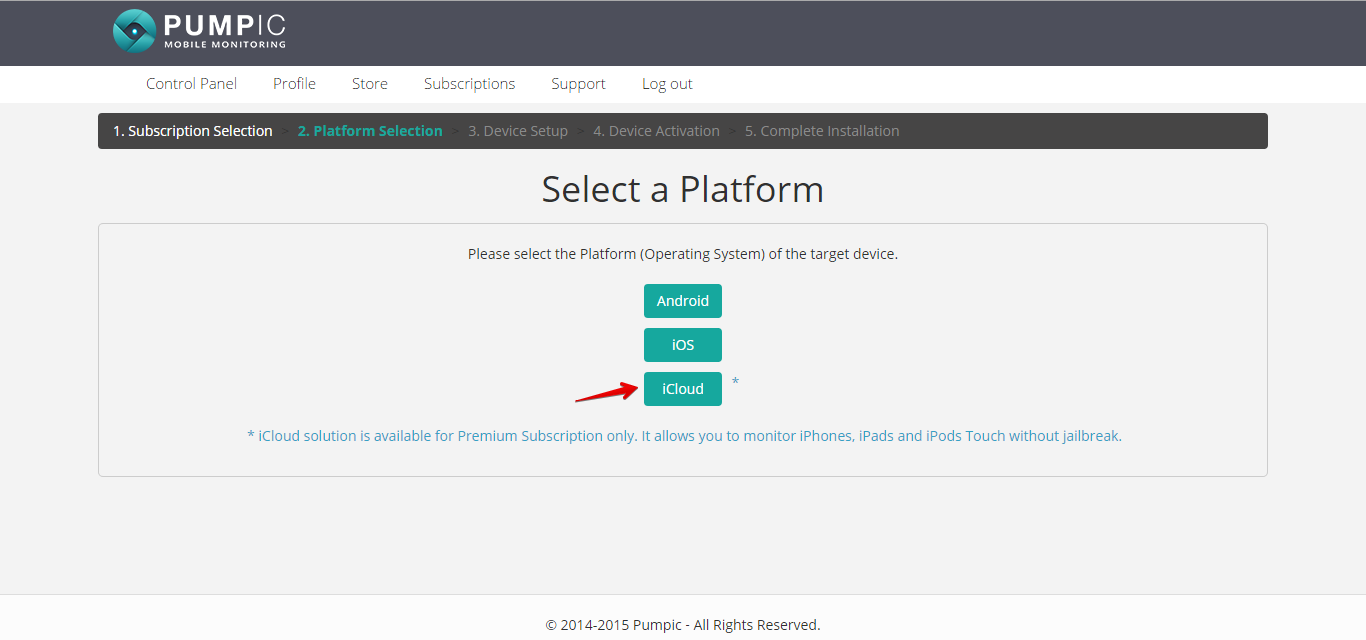 PUMPIC
MOBILE MONITORING
Control Panel Profile Store Subscriptions Support Log out
1. Subscription Selection > 2. Platform Selection > 3. Device Setup > 4. Device Activation > 5. Complete Installation
Select a Platform
Please select the Platform (Operating System) of the target device.
Android
iOS
iCloud *
* iCloud solution is available for Premium Subscription only. It allows you to monitor iPhones, iPads and iPods Touch without jailbreak.
© 2014-2015 Pumpic - All Rights Reserved.